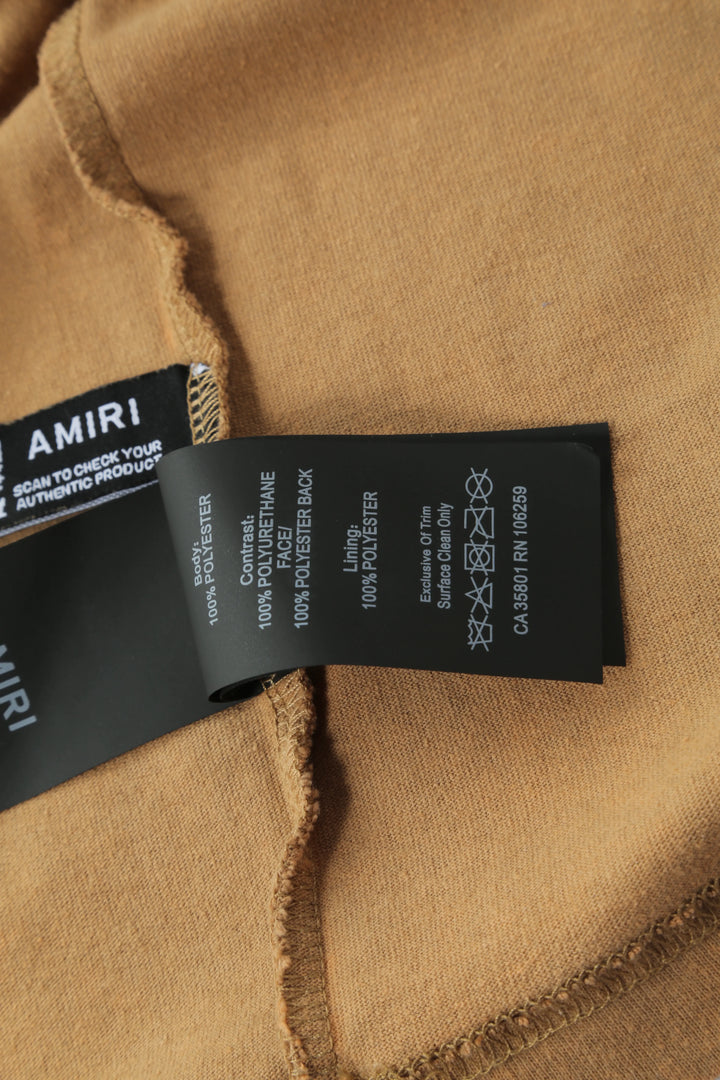 AMIRI
SCAN TO CHECK YOUR
AUTHENTIC PRODUCT
Body:
100% POLYESTER
Contrast:
100% POLYURETHANE
FACE/
100% POLYESTER BACK
Lining:
100% POLYESTER
Exclusive Of Trim
Surface Clean Only
CA 35801 RN 106259
MIRI